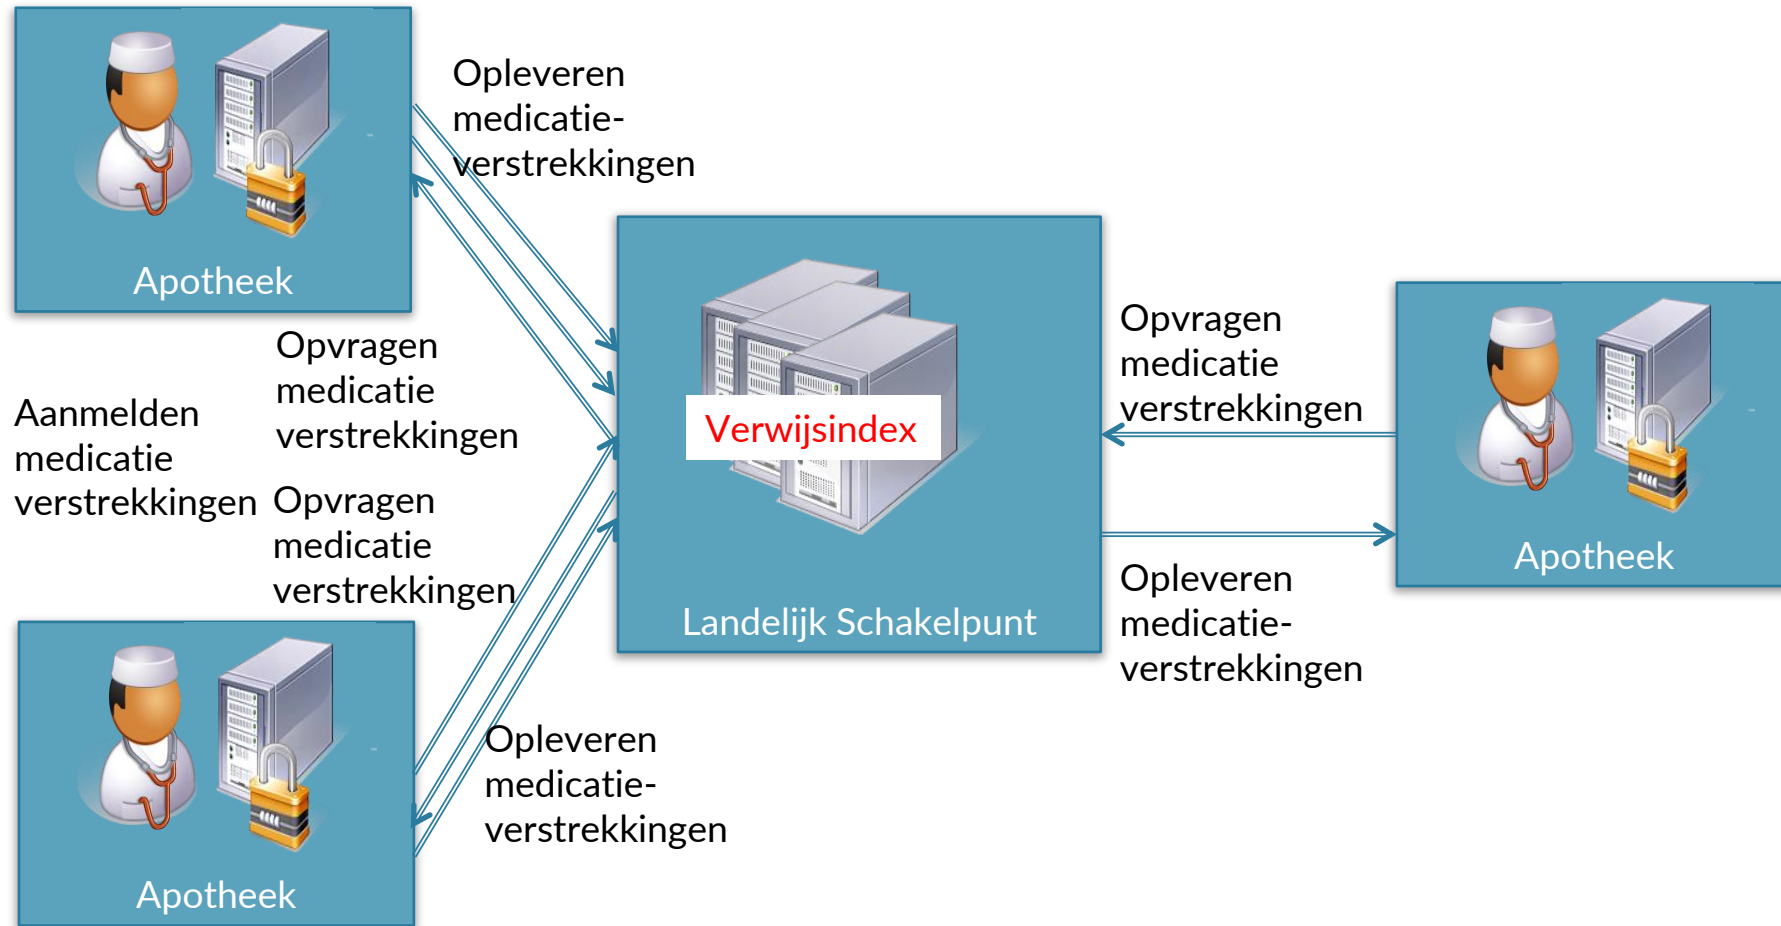 Opleveren
medicatie-
verstrekkingen
Apotheek
Opvragen
medicatie
verstrekkingen
Aanmelden
medicatie
verstrekkingen
Opvragen
medicatie
verstrekkingen
Verwijsindex
Landelijk Schakelpunt
Opvragen
medicatie
verstrekkingen
Apotheek
Opleveren
medicatie-
verstrekkingen
Opleveren
medicatie-
verstrekkingen
Apotheek